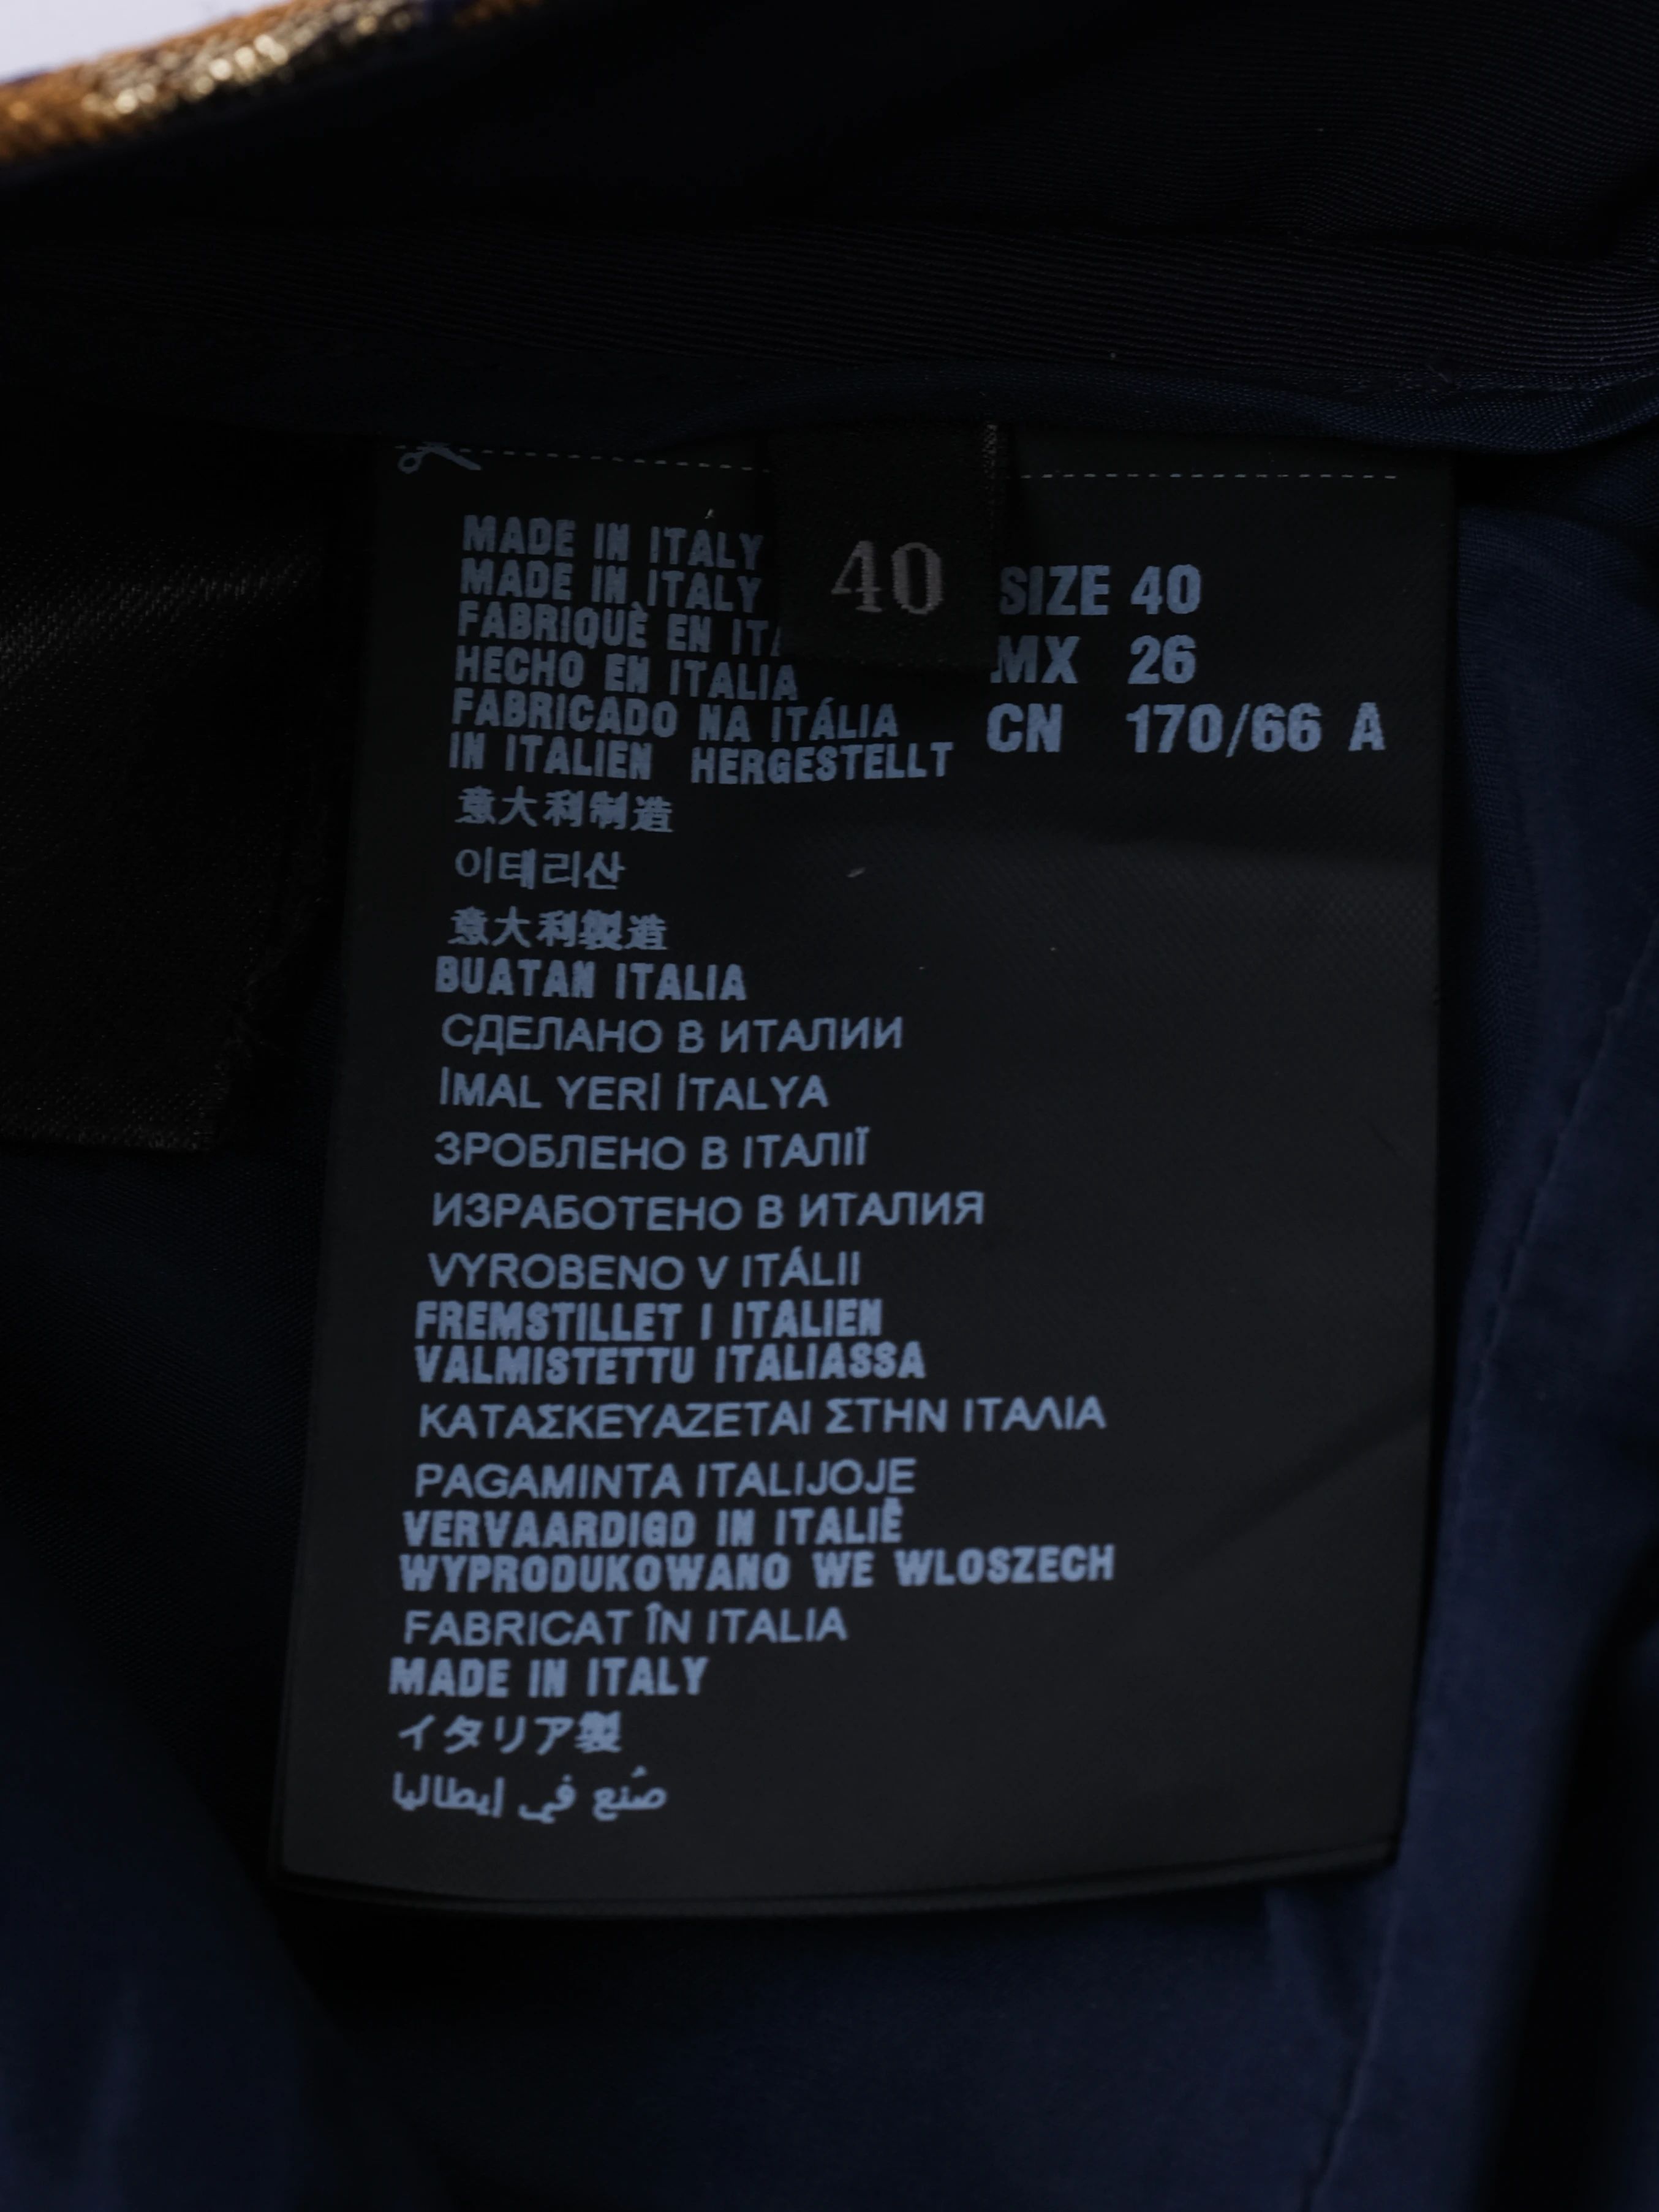 MADE IN ITALY
MADE IN ITALY
FABRIQUÈ EN ITA
HECHO EN ITALIA
FABRICADO NA ITÁLIA
IN ITALIEN HERGESTELLT
意大利制造
이태리산
意大利製造
BUATAN ITALIA
СДЕЛАНО В ИТАЛИИ
İMAL YERİ İTALYA
ЗРОБЛЕНО В ІТАЛІЇ
ИЗРАБОТЕНО В ИТАЛИЯ
VYROBENO V ITÁLII
FREMSTILLET I ITALIEN
VALMISTETTU ITALIASSA
ΚΑΤΑΣΚΕΥΑΖΕΤΑΙ ΣΤΗΝ ΙΤΑΛΙΑ
PAGAMINTA ITALIJOJE
VERVAARDIGD IN ITALIË
WYPRODUKOWANO WE WLOSZECH
FABRICAT ÎN ITALIA
MADE IN ITALY
イタリア製
صُنع في إيطاليا
40
SIZE 40
MX 26
CN 170/66 A